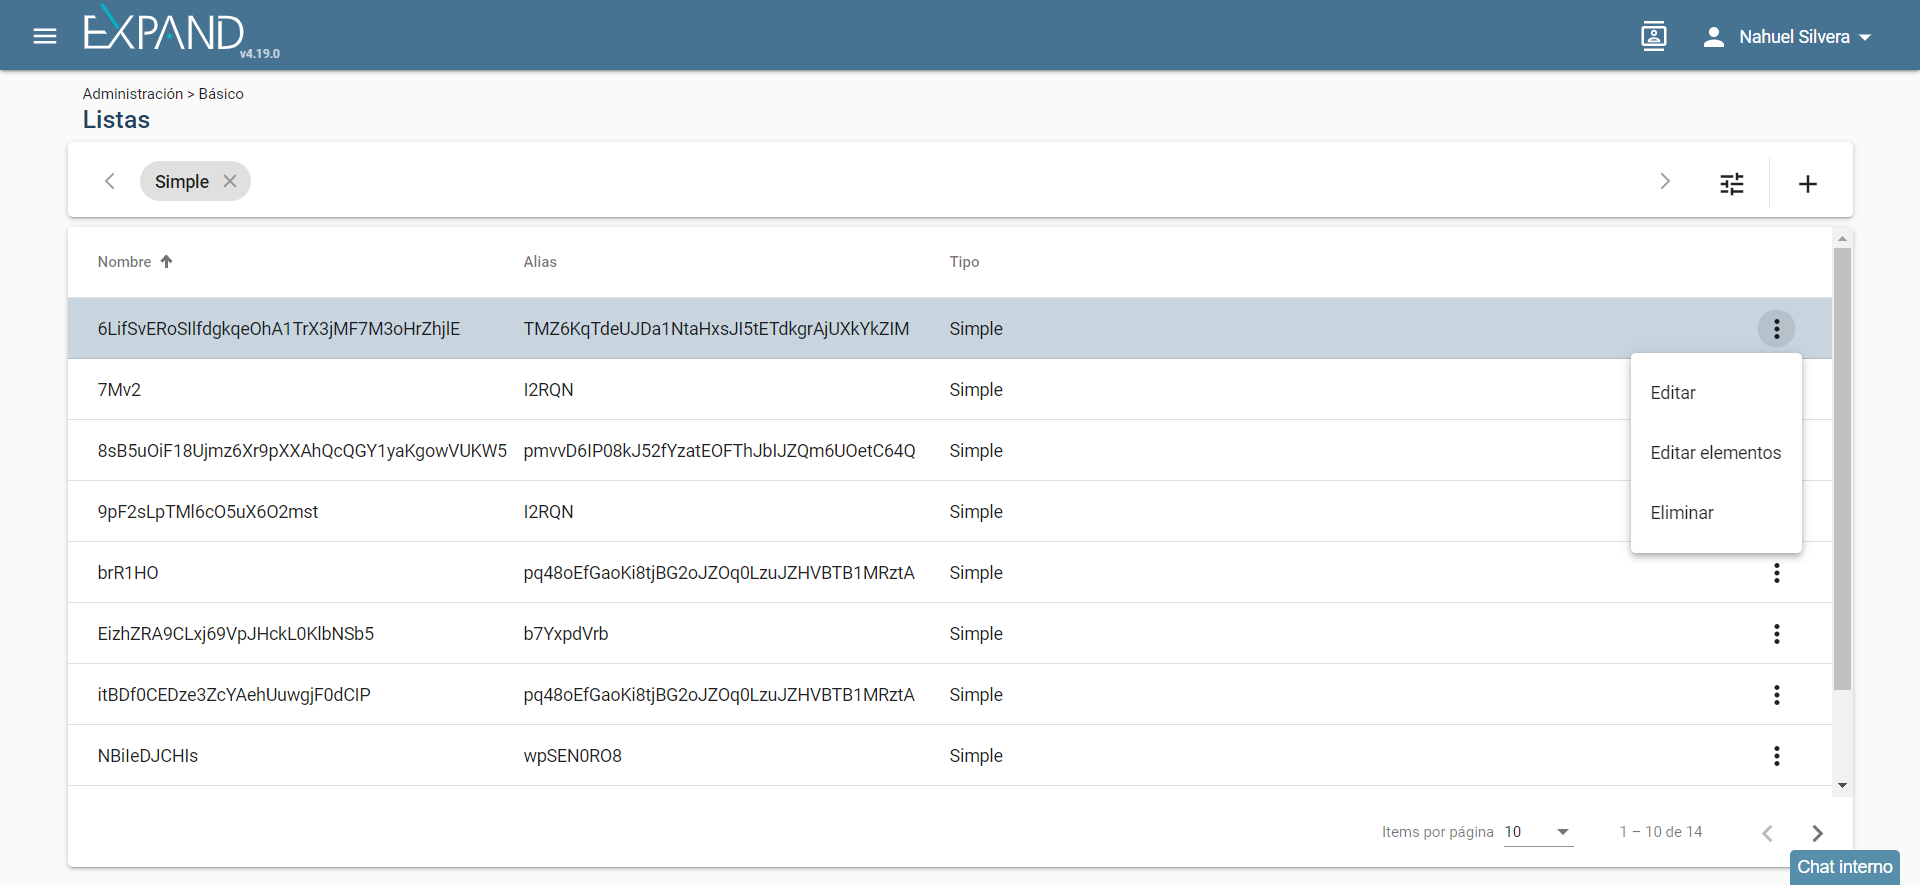 EXPAND v4.19.0
Nahuel Silvera
Administración > Básico
Listas
Simple
Nombre Alias Tipo
6LifSvERoSIlfdgkqeOhA1TrX3jMF7M3oHrZhjlE TMZ6KqTdeUJDa1NtaHxsJI5tETdkgrAjUXkYkZIM Simple
7Mv2 I2RQN Simple
8sB5uOiF18Ujmz6Xr9pXXAhQcQGY1yaKgowVUKW5 pmvvD6IP08kJ52fYzatEOFThJbIJZQm6UOetC64Q Simple
9pF2sLpTMl6cO5uX6O2mst I2RQN Simple
brR1HO pq48oEfGaoKi8tjBG2oJZOq0LzuJZHVBTB1MRztA Simple
EizhZRA9CLxj69VpJHckL0KlbNSb5 b7YxpdVrb Simple
itBDf0CEDze3ZcYAehUuwgjF0dCIP pq48oEfGaoKi8tjBG2oJZOq0LzuJZHVBTB1MRztA Simple
NBiIeDJCHIs wpSEN0RO8 Simple
Editar
Editar elementos
Eliminar
Items por página 10 1 – 10 de 14
Chat interno